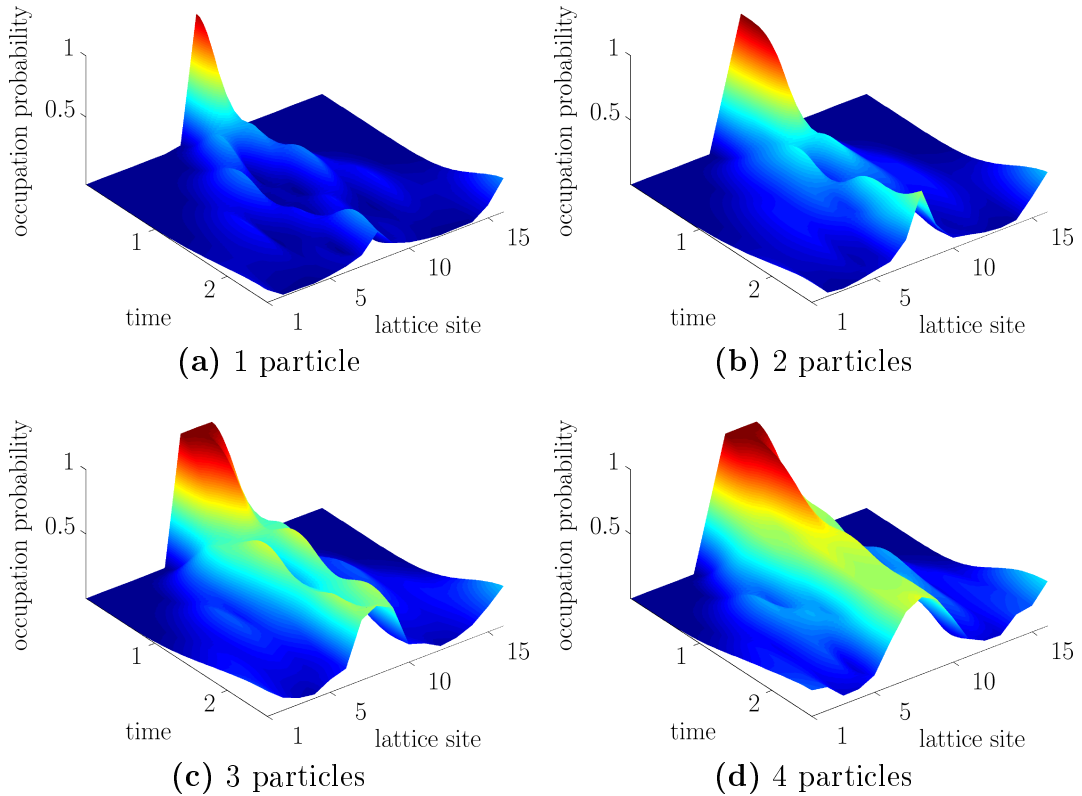 occupation probability
1
0.5
1
2
time
1
5
10
15
lattice site
(a) 1 particle
occupation probability
1
0.5
1
2
time
1
5
10
15
lattice site
(b) 2 particles
occupation probability
1
0.5
1
2
time
1
5
10
15
lattice site
(c) 3 particles
occupation probability
1
0.5
1
2
time
1
5
10
15
lattice site
(d) 4 particles